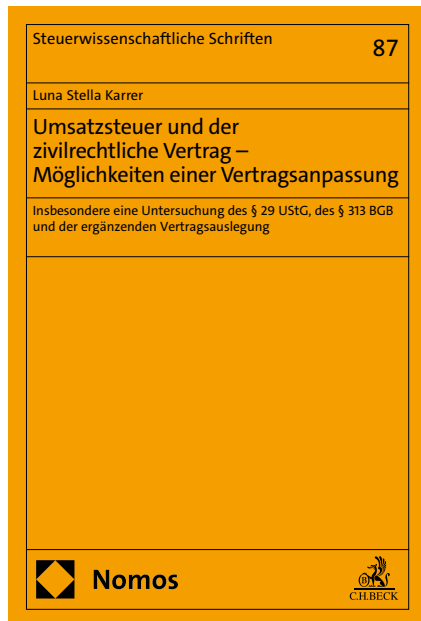 Steuerwissenschaftliche Schriften
87
Luna Stella Karrer
Umsatzsteuer und der
zivilrechtliche Vertrag –
Möglichkeiten einer Vertragsanpassung
Insbesondere eine Untersuchung des § 29 UStG, des § 313 BGB
und der ergänzenden Vertragsauslegung
Nomos
B
C.H.BECK